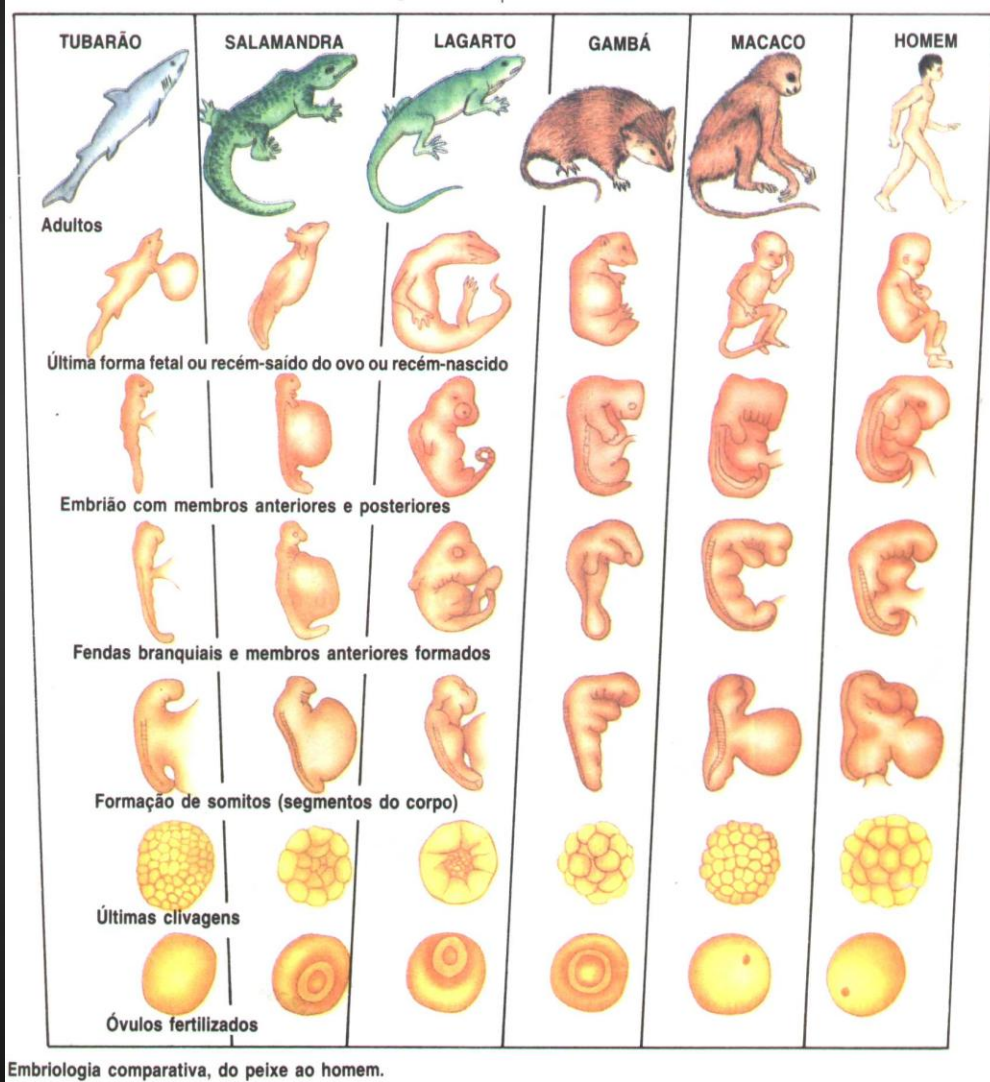 TUBARÃO SALAMANDRA LAGARTO GAMBÁ MACACO HOMEM
Adultos
Última forma fetal ou recém-saído do ovo ou recém-nascido
Embrião com membros anteriores e posteriores
Fendas branquiais e membros anteriores formados
Formação de somitos (segmentos do corpo)
Últimas clivagens
Óvulos fertilizados
Embriologia comparativa, do peixe ao homem.